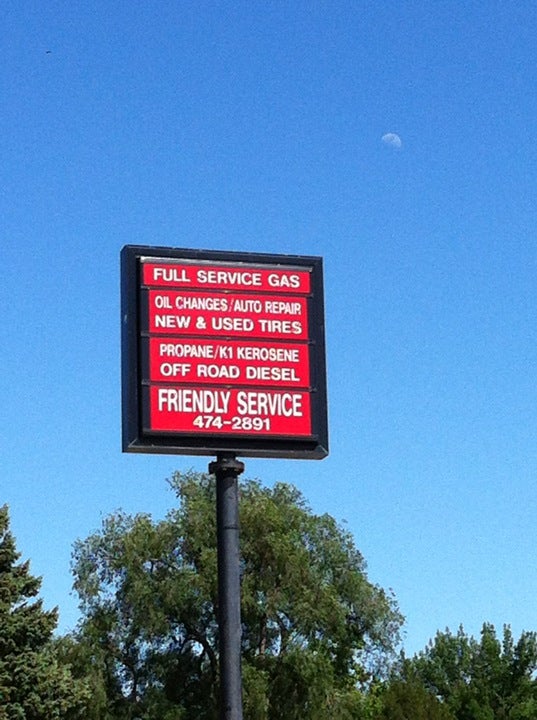 FULL SERVICE GAS
OIL CHANGES/AUTO REPAIR
NEW & USED TIRES
PROPANE/K1 KEROSENE
OFF ROAD DIESEL
FRIENDLY SERVICE
474-2891